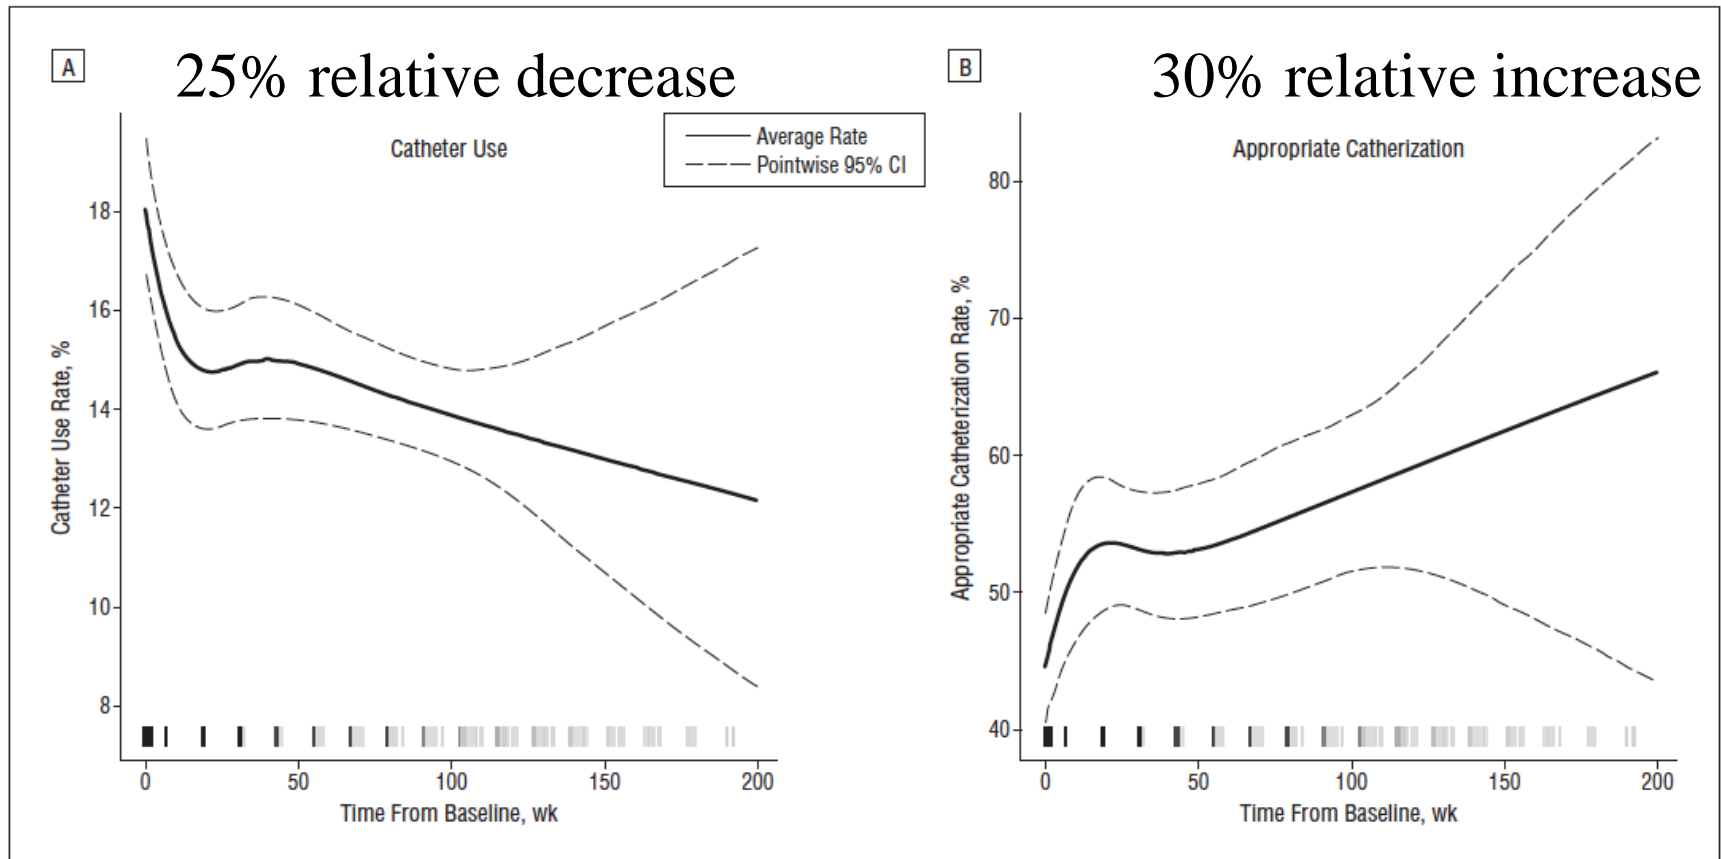 A
25% relative decrease
Catheter Use
Average Rate
Pointwise 95% CI
18
16
14
12
10
8
Catheter Use Rate, %
0 50 100 150 200
Time From Baseline, wk
B
30% relative increase
Appropriate Catherization
80
70
60
50
40
Appropriate Catheterization Rate, %
0 50 100 150 200
Time From Baseline, wk